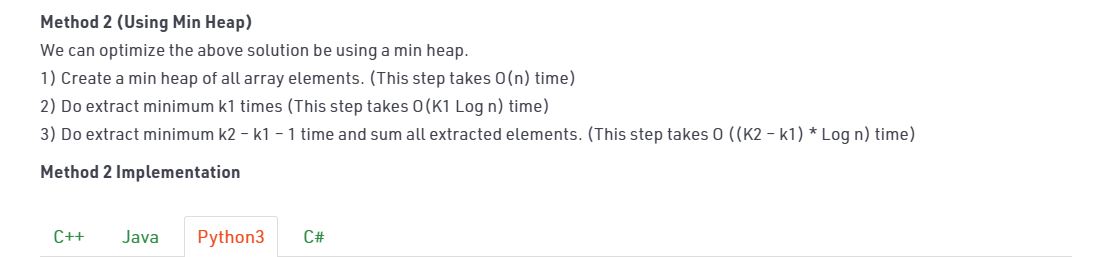 Method 2 (Using Min Heap)
We can optimize the above solution be using a min heap.
1) Create a min heap of all array elements. (This step takes O(n) time)
2) Do extract minimum k1 times (This step takes O(K1 Log n) time)
3) Do extract minimum k2 – k1 – 1 time and sum all extracted elements. (This step takes O ((K2 – k1) * Log n) time)
Method 2 Implementation
C++ Java Python3 C#